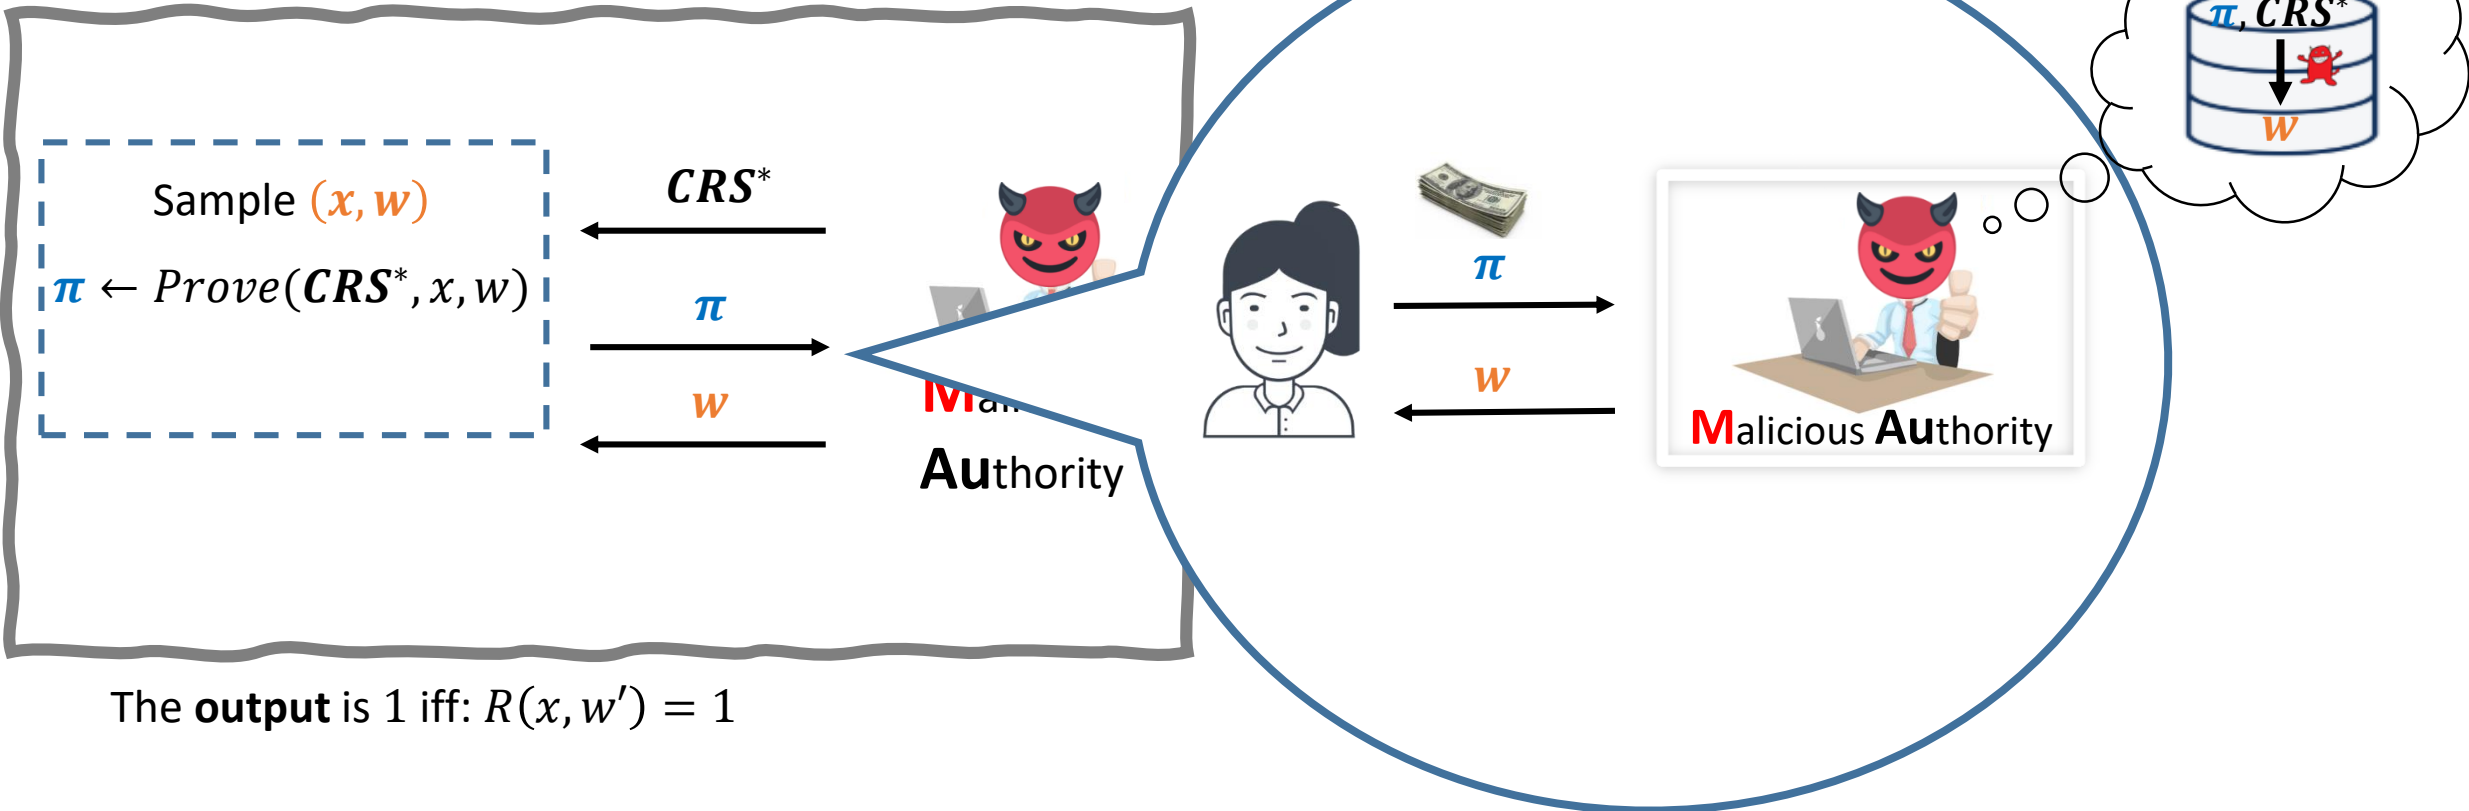 Sample (x, w)
π ← Prove(CRS*, x, w)
CRS*
π
w
Authority
π
w
Malicious Authority
π, CRS*
w
The output is 1 iff: R(x, w′) = 1